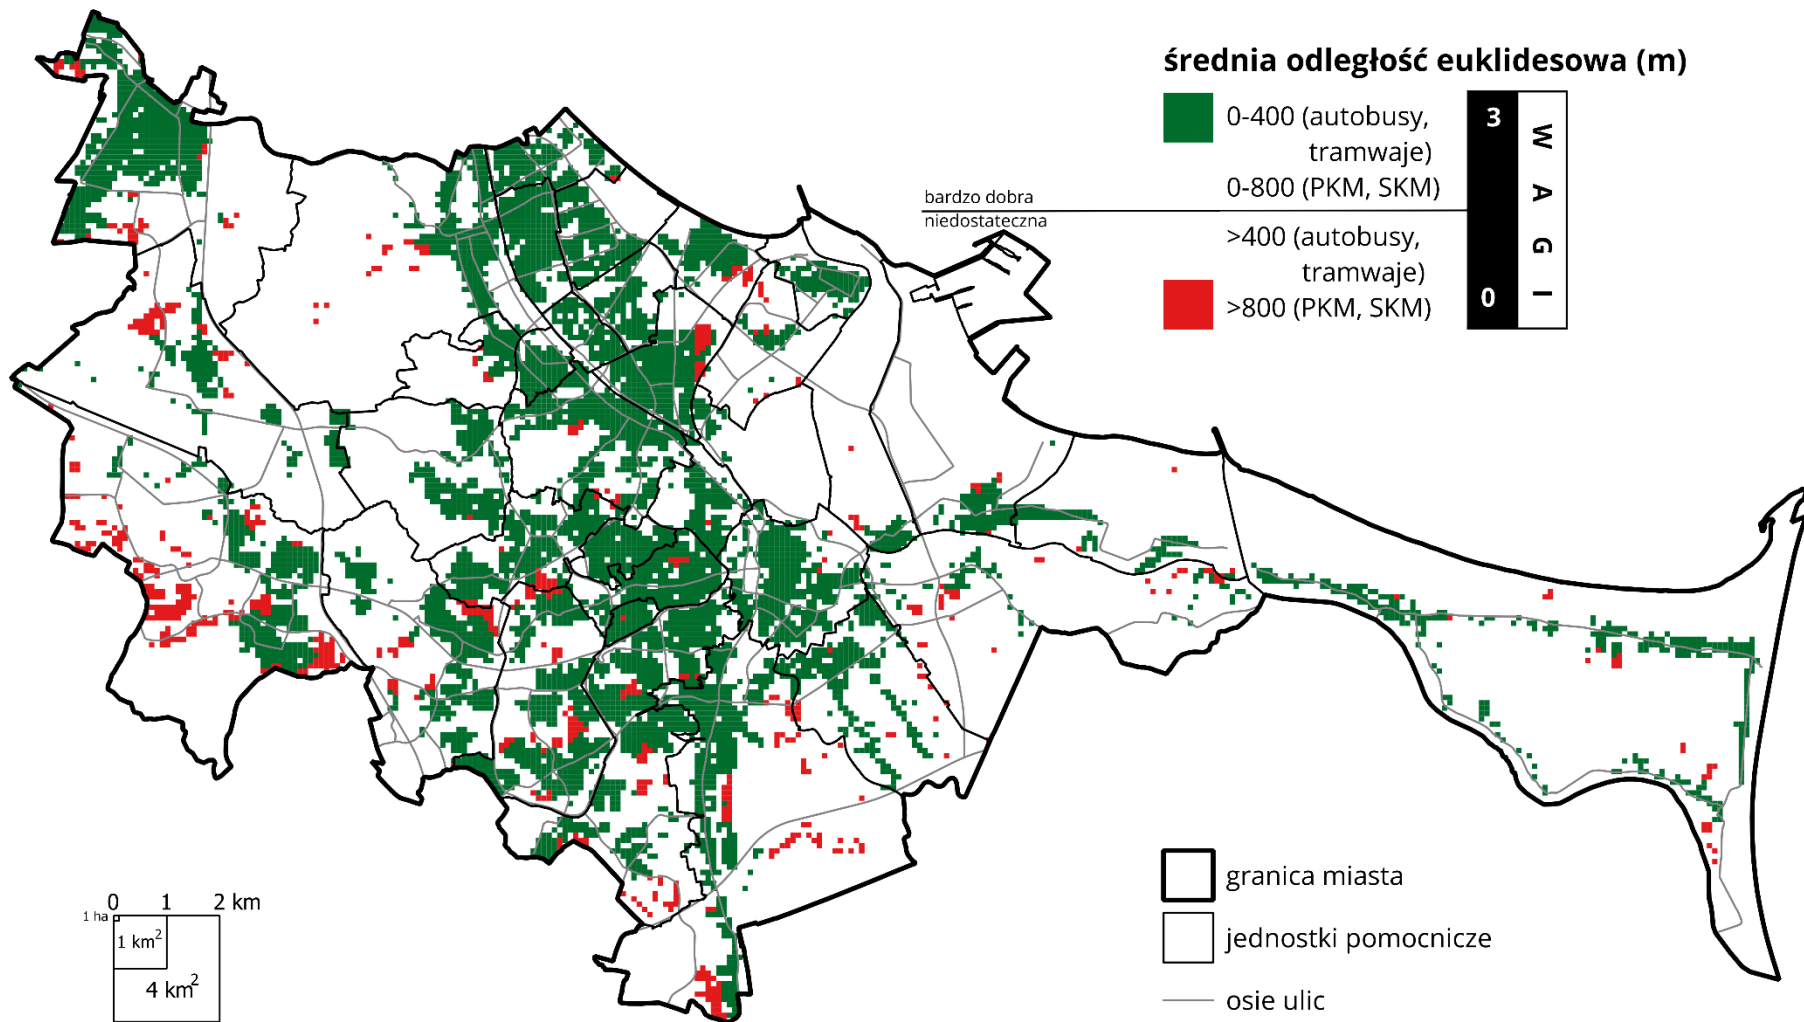 średnia odległość euklidesowa (m)
0-400 (autobusy,
tramwaje)
0-800 (PKM, SKM)
bardzo dobra
niedostateczna
>400 (autobusy,
tramwaje)
>800 (PKM, SKM)
3
0
WAGI
granica miasta
jednostki pomocnicze
osie ulic
0 1 2 km
1 ha
1 km²
4 km²